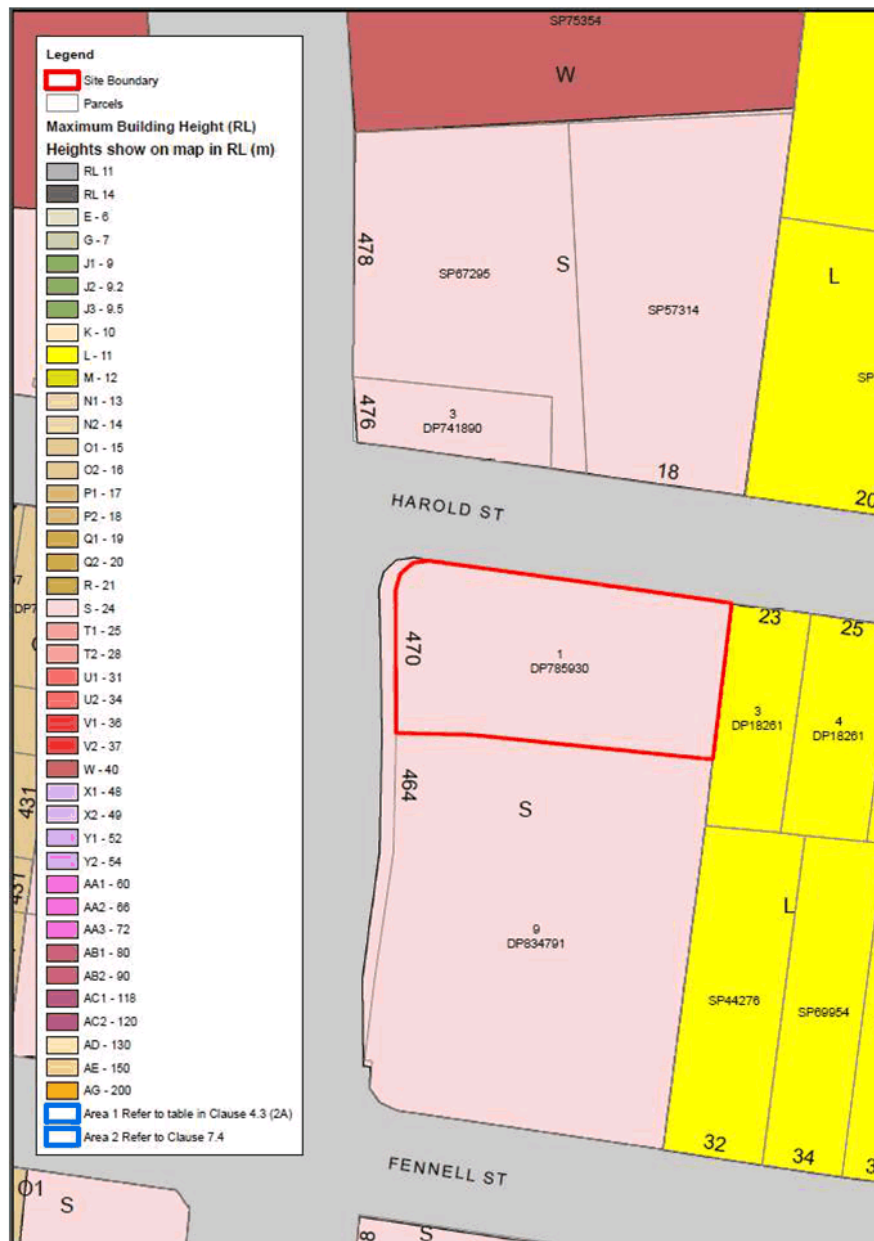 Legend
Site Boundary
Parcels
Maximum Building Height (RL)
Heights show on map in RL (m)
RL 11
RL 14
E - 6
G - 7
J1 - 9
J2 - 9.2
J3 - 9.5
K - 10
L - 11
M - 12
N1 - 13
N2 - 14
O1 - 15
O2 - 16
P1 - 17
P2 - 18
Q1 - 19
Q2 - 20
R - 21
S - 24
T1 - 25
T2 - 28
U1 - 31
U2 - 34
V1 - 36
V2 - 37
W - 40
X1 - 48
X2 - 49
Y1 - 52
Y2 - 54
AA1 - 60
AA2 - 66
AA3 - 72
AB1 - 80
AB2 - 90
AC1 - 118
AC2 - 120
AD - 130
AE - 150
AG - 200
Area 1 Refer to table in Clause 4.3 (2A)
Area 2 Refer to Clause 7.4
SP75354
W
478
SP67295
S
SP57314
L
SP
476
3
DP741890
18
20
HAROLD ST
470
1
DP785930
23
25
3
DP18261
4
DP18261
464
S
9
DP834791
L
SP44276
SP69954
32
34
3
FENNELL ST
431
431
O1
S
S
8